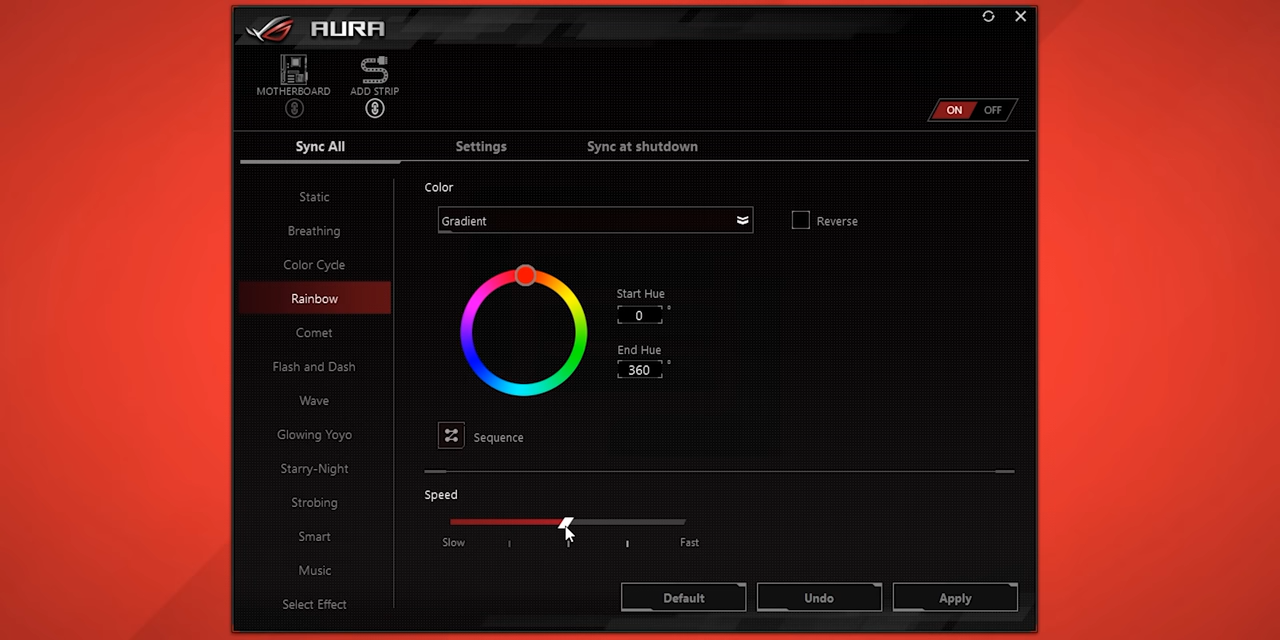 AURA
MOTHERBOARD
ADD STRIP
ON OFF
Sync All Settings Sync at shutdown
Static
Breathing
Color Cycle
Rainbow
Comet
Flash and Dash
Wave
Glowing Yoyo
Starry-Night
Strobing
Smart
Music
Select Effect
Color
Gradient
Reverse
Start Hue
0 °
End Hue
360 °
Sequence
Speed
Slow Fast
Default Undo Apply